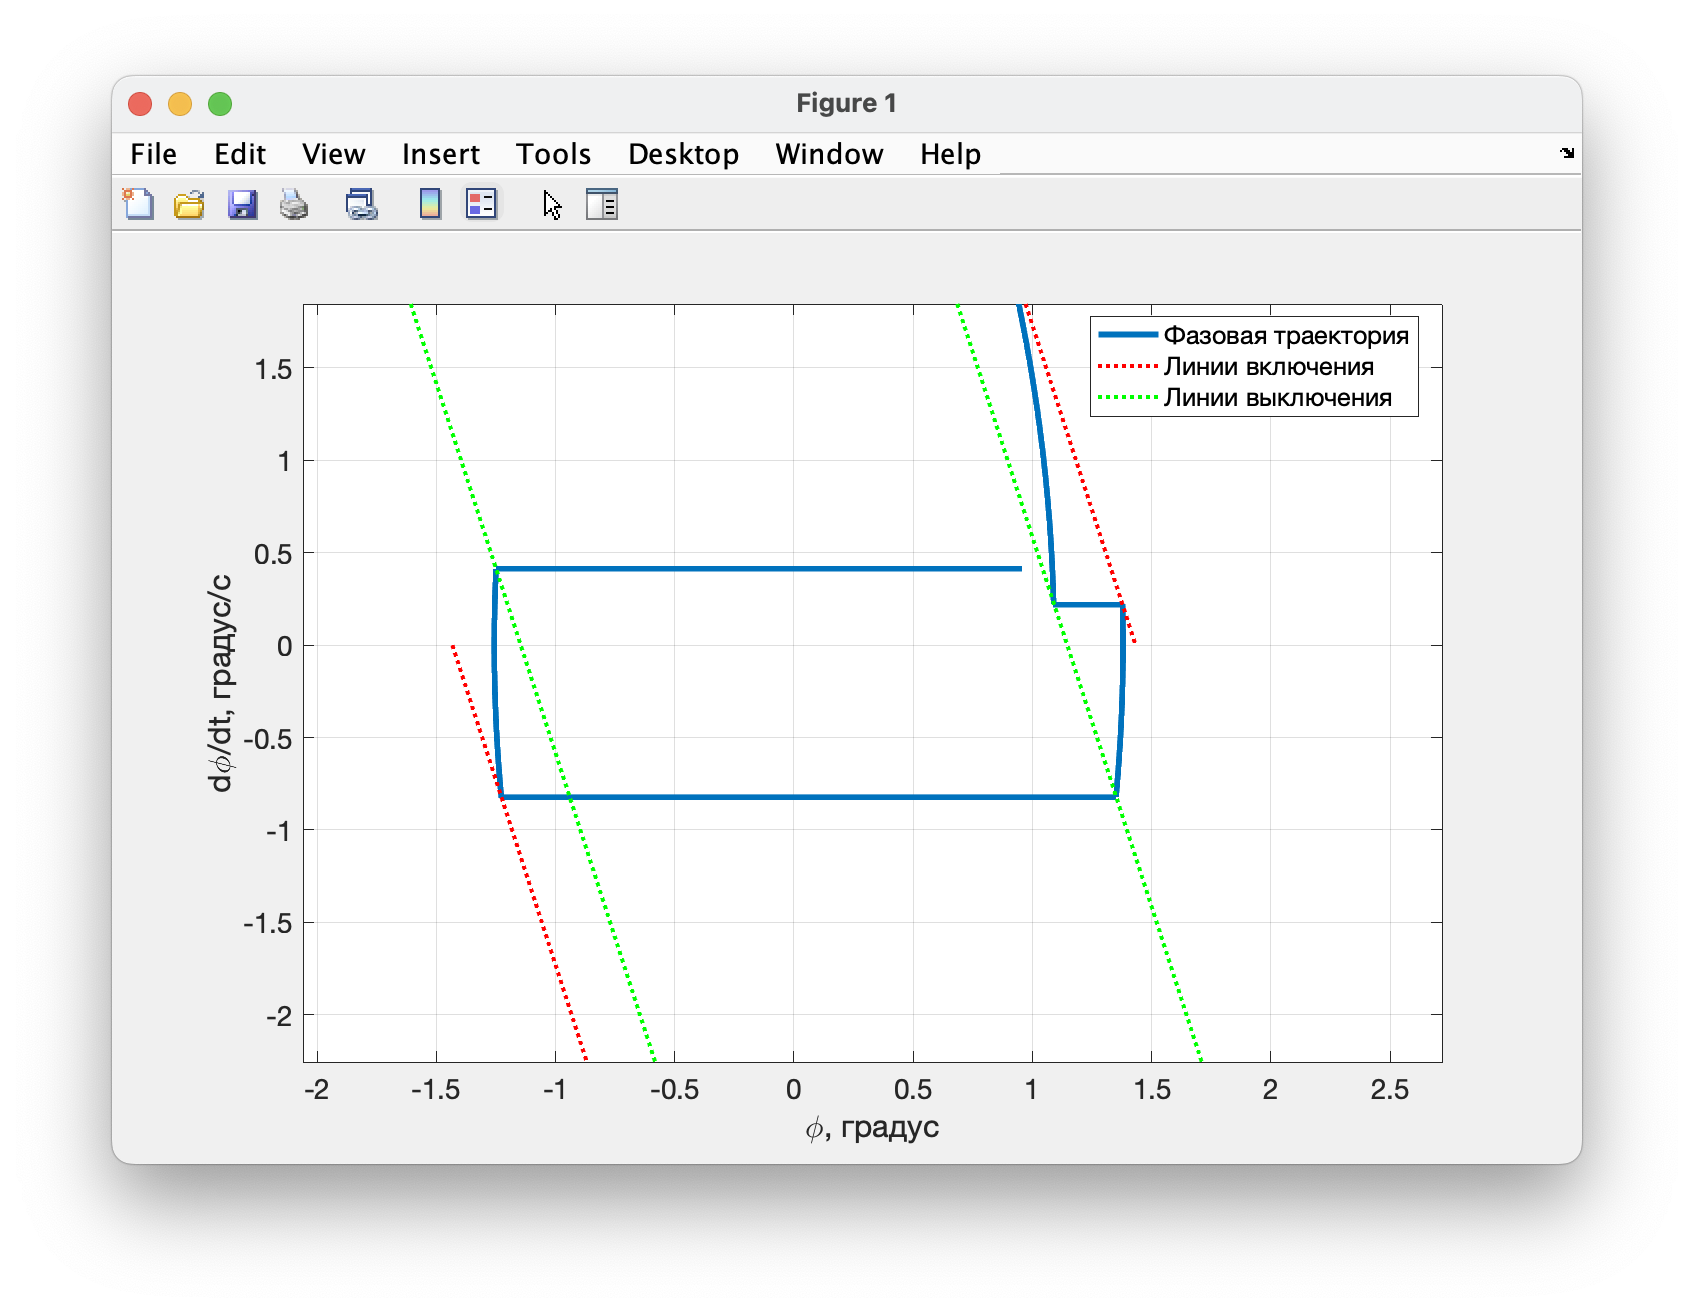 Figure 1
File Edit View Insert Tools Desktop Window Help
Фазовая траектория
Линии включения
Линии выключения
1.5
1
0.5
0
-0.5
-1
-1.5
-2
dϕ/dt, градус/с
-2 -1.5 -1 -0.5 0 0.5 1 1.5 2 2.5
ϕ, градус